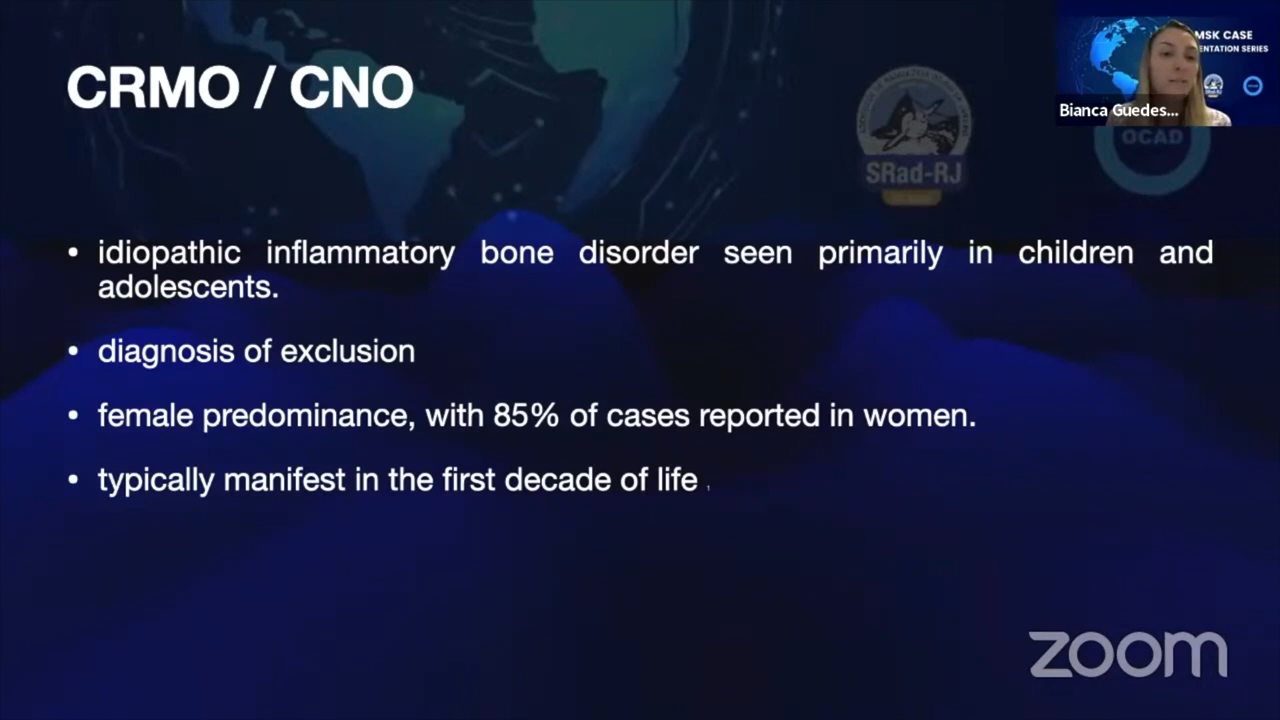 CRMO / CNO
MSK CASE
ENTATION SERIES
Bianca Guedes...
SRad-RJ
OCAD
• idiopathic inflammatory bone disorder seen primarily in children and
adolescents.
• diagnosis of exclusion
• female predominance, with 85% of cases reported in women.
• typically manifest in the first decade of life
zoom